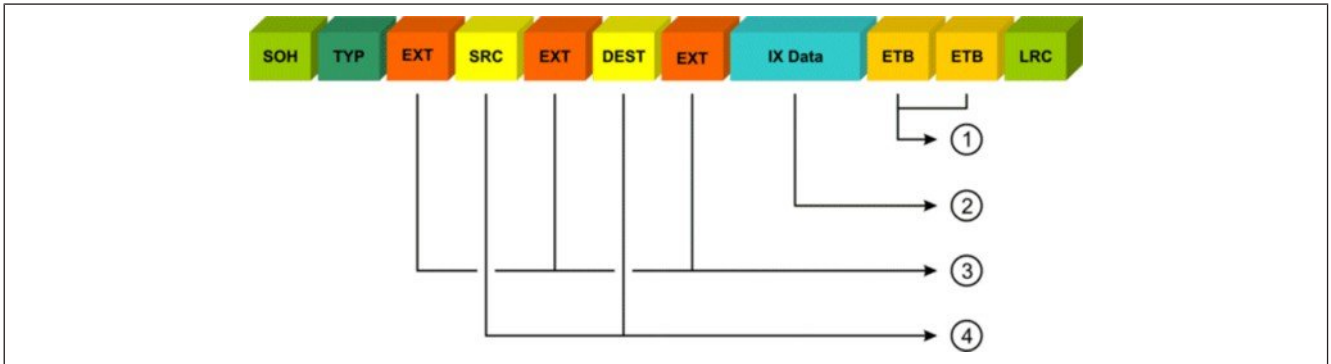 SOH TYP EXT SRC EXT DEST EXT IX Data ETB ETB LRC
1
2
3
4